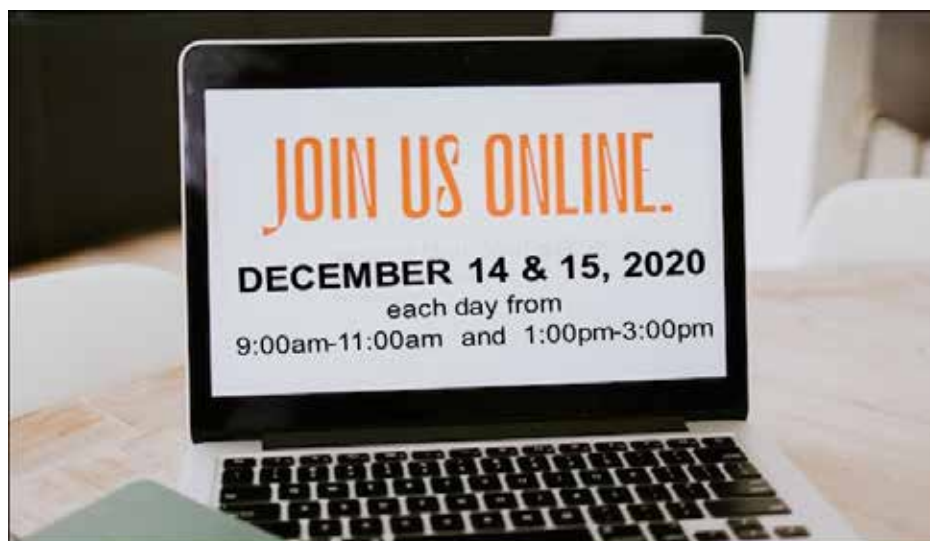 JOIN US ONLINE.
DECEMBER 14 & 15, 2020
each day from
9:00am-11:00am and 1:00pm-3:00pm